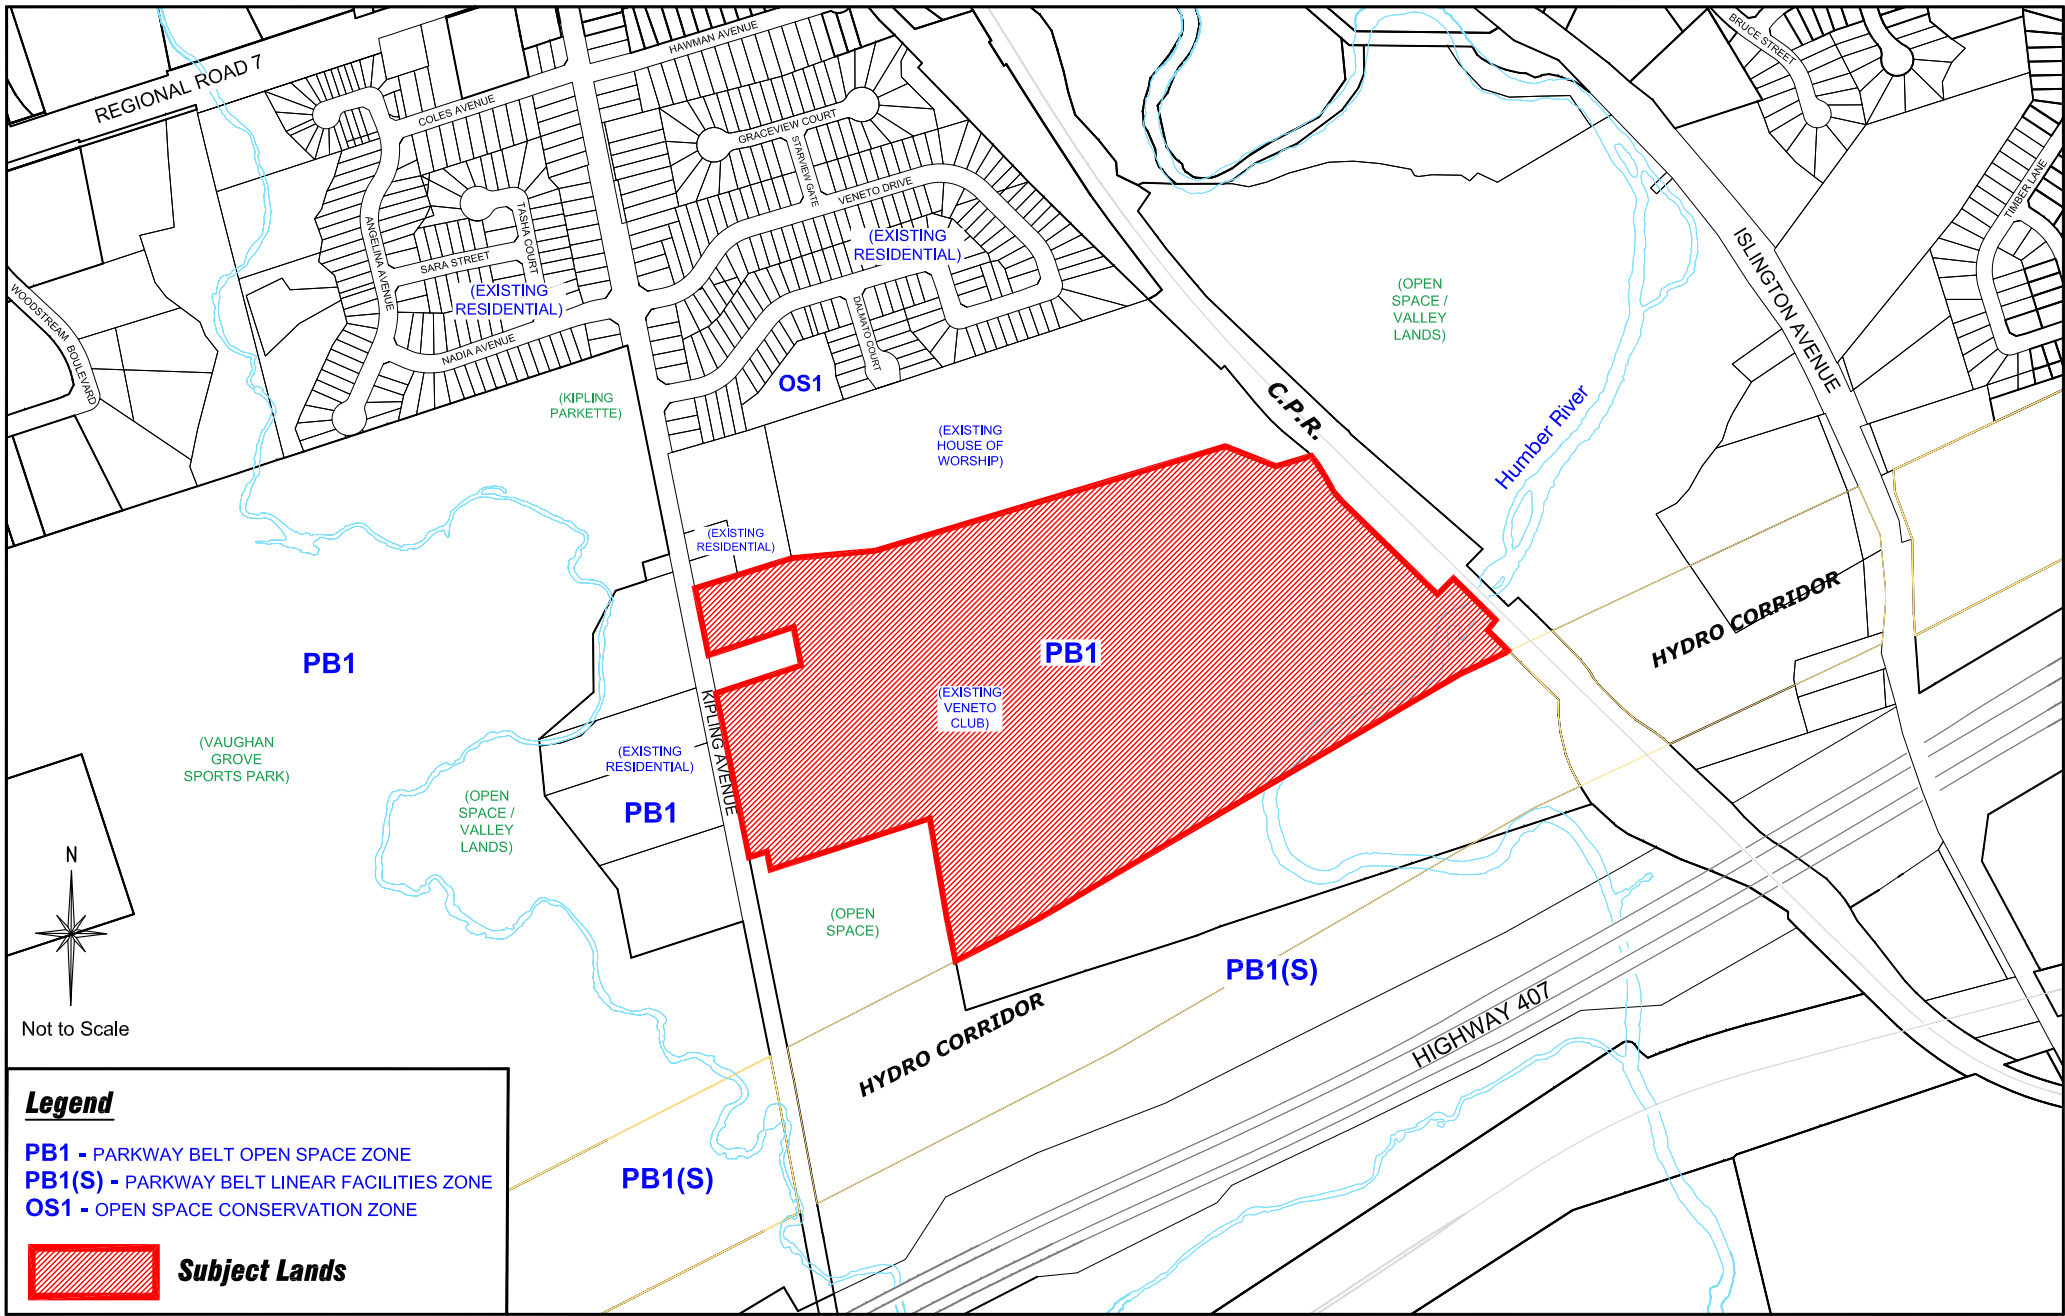 REGIONAL ROAD 7
HAWMAN AVENUE
BRUCE STREET
COLES AVENUE
GRACEVIEW COURT
STARVIEW GATE
VENETO DRIVE
TIMBER LANE
ANGELINA AVENUE
TASHA COURT
SARA STREET
(EXISTING
RESIDENTIAL)
(EXISTING
RESIDENTIAL)
ISLINGTON AVENUE
WOODSTREAM BOULEVARD
NADIA AVENUE
DALMATO COURT
(OPEN
SPACE /
VALLEY
LANDS)
OS1
(KIPLING
PARKETTE)
C.P.R.
Humber River
(EXISTING
HOUSE OF
WORSHIP)
(EXISTING
RESIDENTIAL)
HYDRO CORRIDOR
PB1
PB1
(EXISTING
VENETO
CLUB)
KIPLING AVENUE
(VAUGHAN
GROVE
SPORTS PARK)
(EXISTING
RESIDENTIAL)
PB1
(OPEN
SPACE /
VALLEY
LANDS)
(OPEN
SPACE)
PB1(S)
HYDRO CORRIDOR
HIGHWAY 407
PB1(S)
N
Not to Scale
Legend
PB1 - PARKWAY BELT OPEN SPACE ZONE
PB1(S) - PARKWAY BELT LINEAR FACILITIES ZONE
OS1 - OPEN SPACE CONSERVATION ZONE
Subject Lands